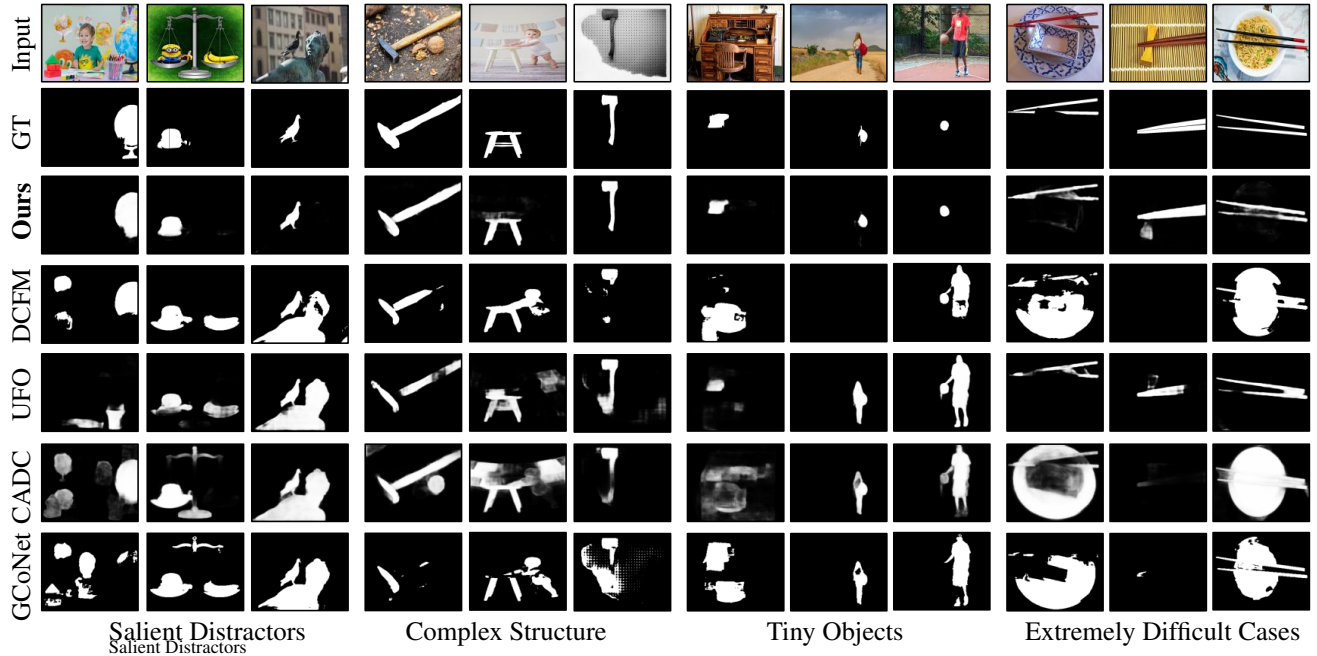 Input
GT
Ours
DCFM
UFO
CADC
GCoNet
Salient Distractors
Complex Structure
Tiny Objects
Extremely Difficult Cases
Salient Distractors